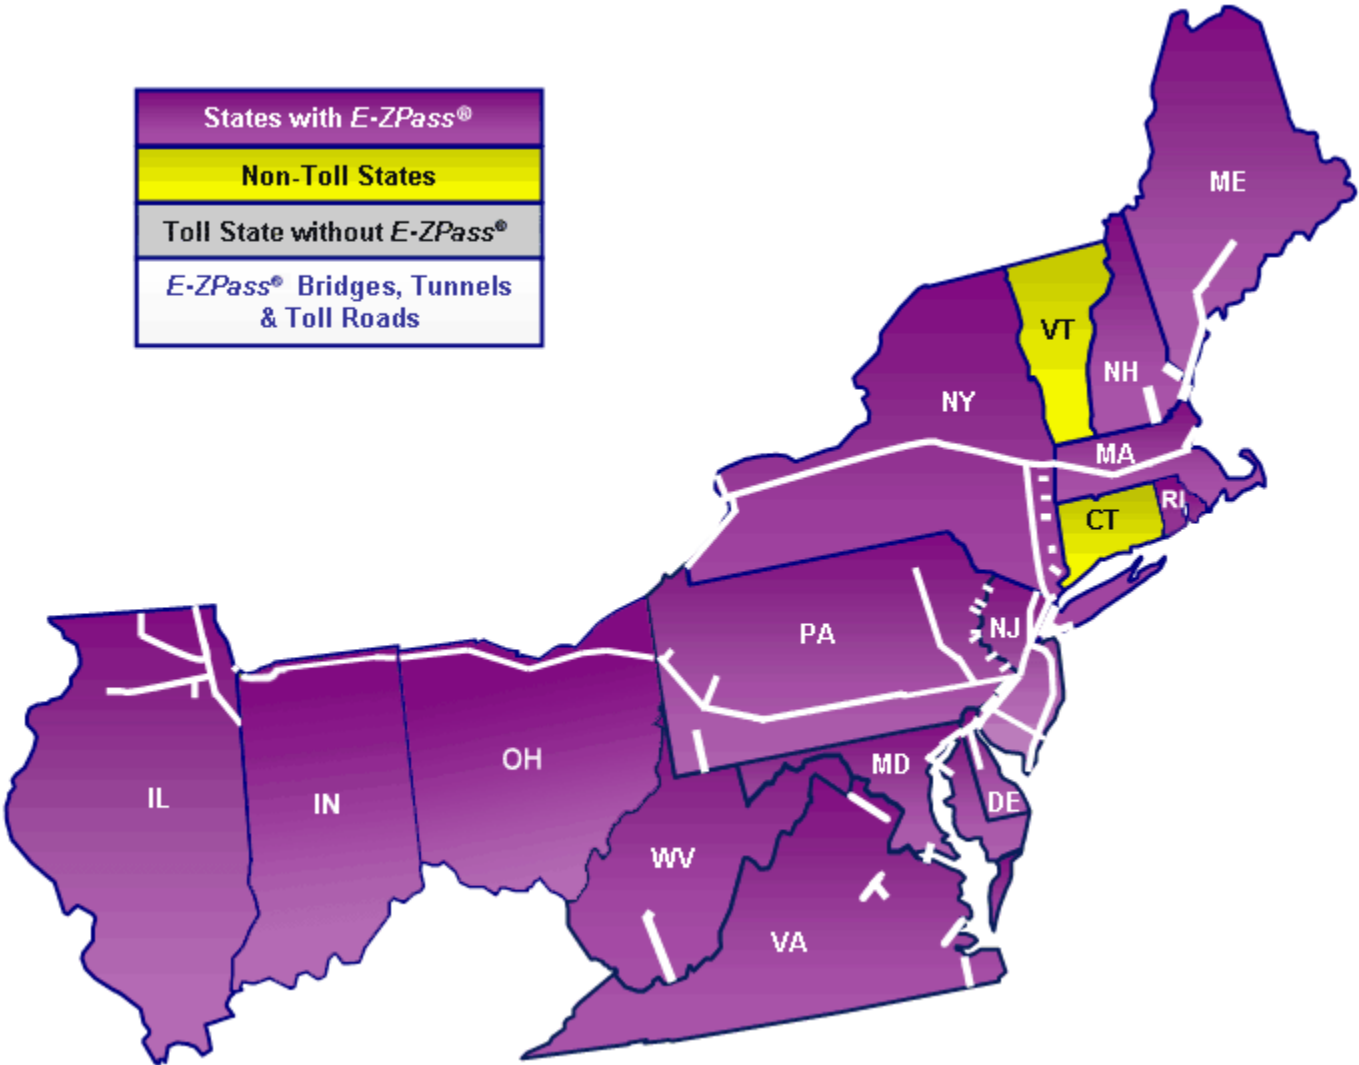 States with E-ZPass®
Non-Toll States
Toll State without E-ZPass®
E-ZPass® Bridges, Tunnels
& Toll Roads
ME
VT
NH
NY
MA
RI
CT
PA
NJ
OH
MD
IL
IN
DE
WV
VA